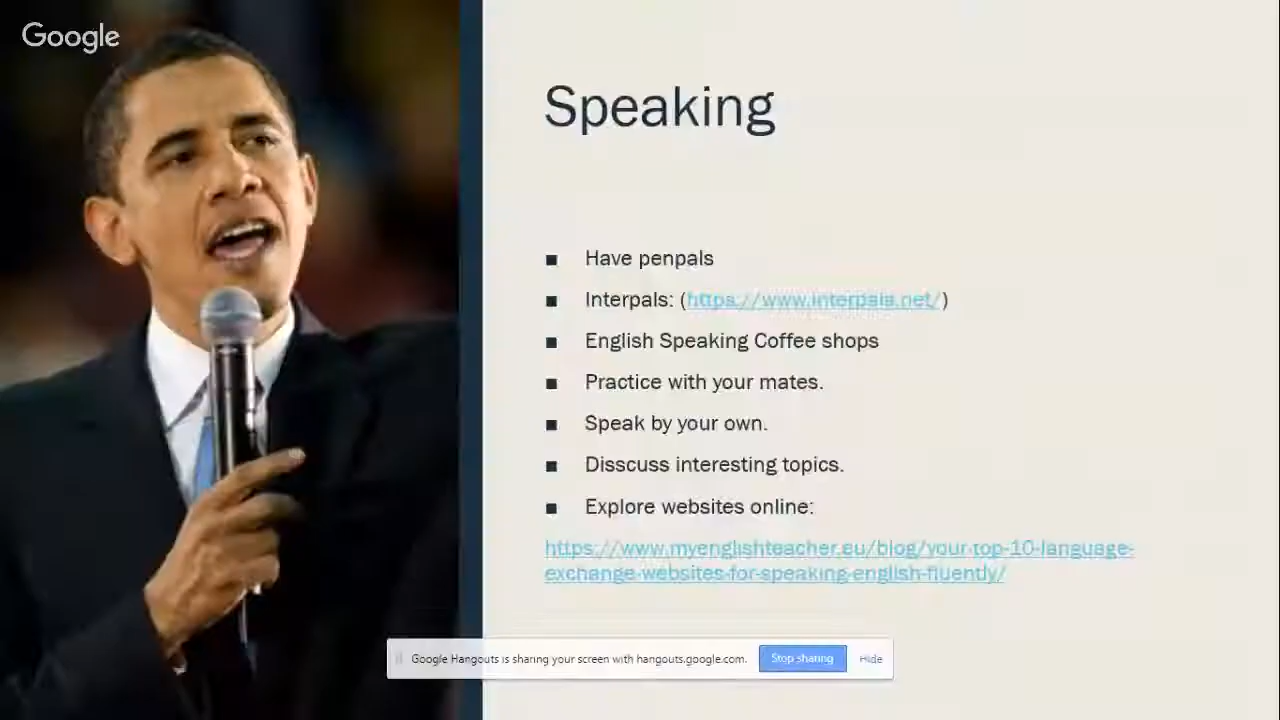 Google
Speaking
■ Have penpals
■ Interpals: (https://www.interpals.net/)
■ English Speaking Coffee shops
■ Practice with your mates.
■ Speak by your own.
■ Disscuss interesting topics.
■ Explore websites online:
https://www.myenglishteacher.eu/blog/your-top-10-language-
exchange-websites-for-speaking-english-fluently/
Google Hangouts is sharing your screen with hangouts.google.com. Stop sharing Hide